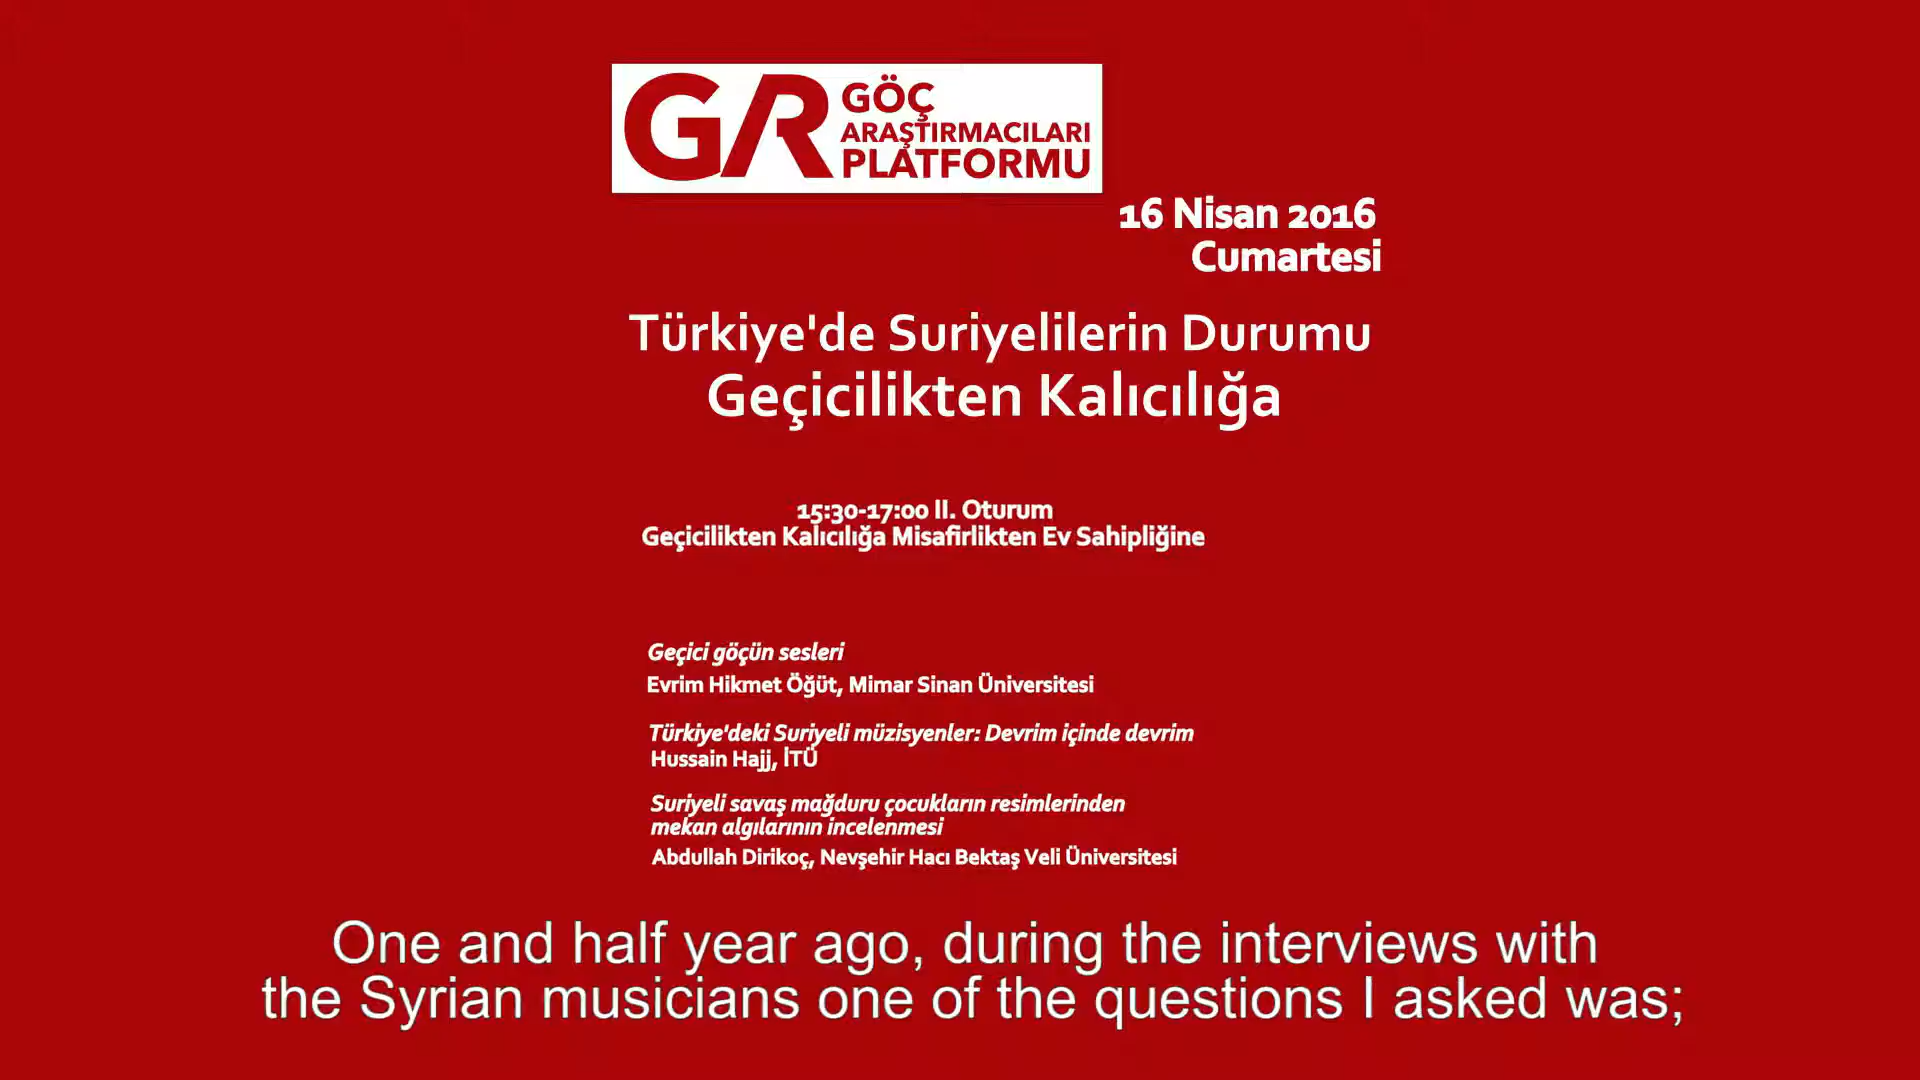 GAR GÖÇ
ARAŞTIRMACILARI
PLATFORMU
16 Nisan 2016
Cumartesi
Türkiye'de Suriyelilerin Durumu
Geçicilikten Kalıcılığa
15:30-17:00 II. Oturum
Geçicilikten Kalıcılığa Misafirlikten Ev Sahipliğine
Geçici göçün sesleri
Evrim Hikmet Öğüt, Mimar Sinan Üniversitesi
Türkiye'deki Suriyeli müzisyenler: Devrim içinde devrim
Hussain Hajj, İTÜ
Suriyeli savaş mağduru çocukların resimlerinden
mekan algılarının incelenmesi
Abdullah Dirikoç, Nevşehir Hacı Bektaş Veli Üniversitesi
One and half year ago, during the interviews with
the Syrian musicians one of the questions I asked was;